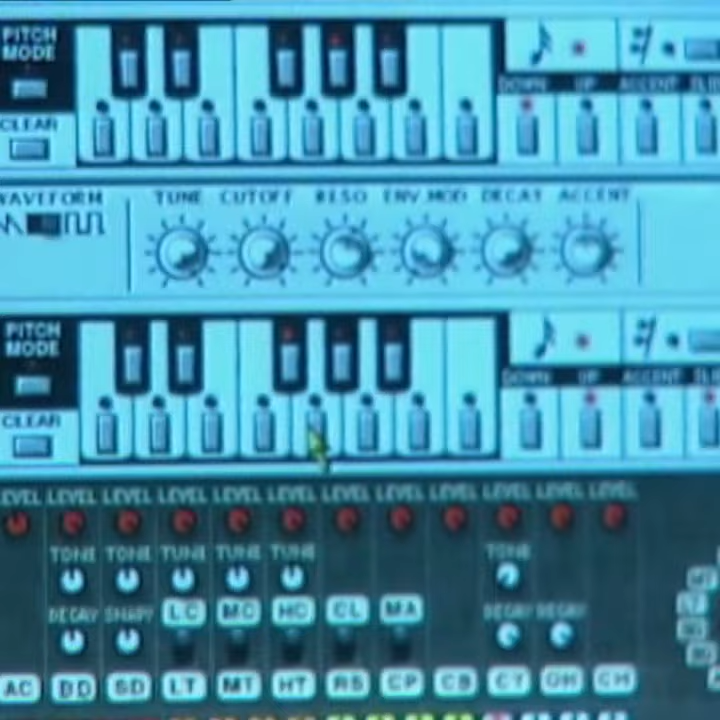 PITCH
MODE
CLEAR
DOWN UP ACCENT
WAVEFORM TUNE CUTOFF RESO ENV.MOD DECAY ACCENT
PITCH
MODE
CLEAR
DOWN UP ACCENT
LEVEL LEVEL LEVEL LEVEL LEVEL LEVEL LEVEL LEVEL LEVEL LEVEL LEVEL
TONE TONE TUNE TUNE TUNE TONE
DECAY SNAPY LC MC HC CL MA DECAY DECAY
AC BD SD LT MT HT RS CP CB CY OH CH